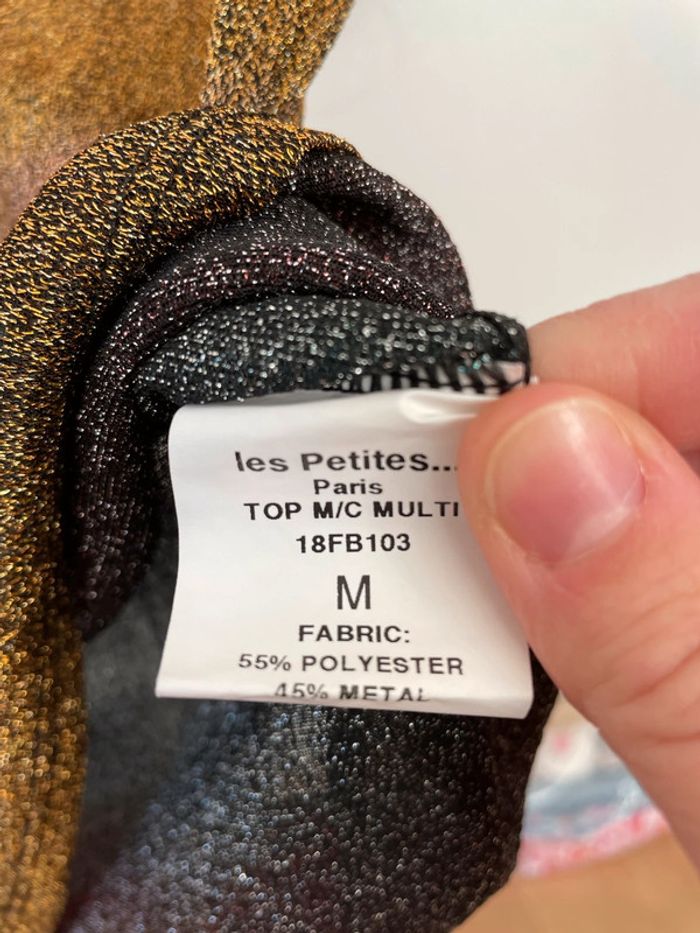 les Petites...
Paris
TOP M/C MULTI
18FB103
M
FABRIC:
55% POLYESTER
45% METAL